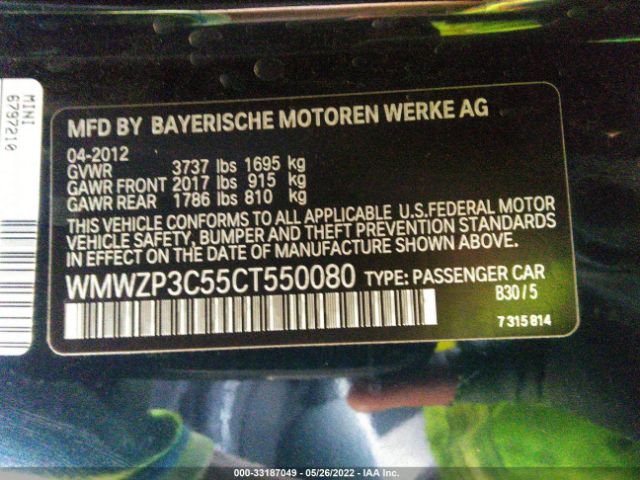 MINI
6797210
MFD BY BAYERISCHE MOTOREN WERKE AG
04-2012
GVWR 3737 lbs 1695 kg
GAWR FRONT 2017 lbs 915 kg
GAWR REAR 1786 lbs 810 kg
THIS VEHICLE CONFORMS TO ALL APPLICABLE U.S.FEDERAL MOTOR
VEHICLE SAFETY, BUMPER AND THEFT PREVENTION STANDARDS
IN EFFECT ON THE DATE OF MANUFACTURE SHOWN ABOVE.
WMWZP3C55CT550080 TYPE: PASSENGER CAR
B30/5
7315814
000-33187049 - 05/26/2022 - IAA Inc.